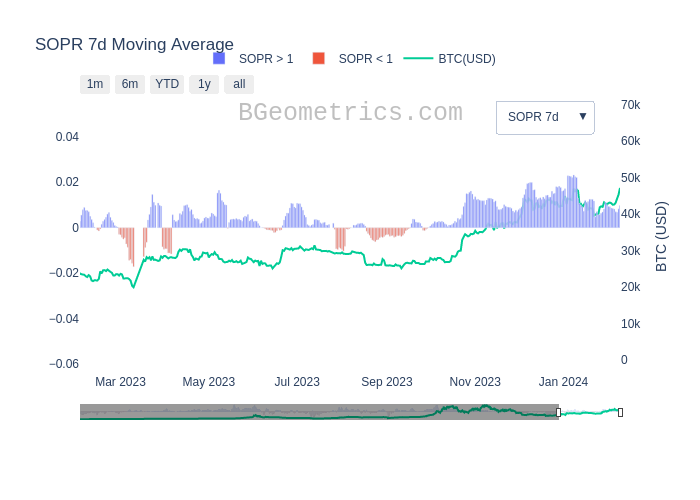 SOPR 7d Moving Average
SOPR > 1 SOPR < 1 BTC(USD)
1m 6m YTD 1y all
BGeometrics.com
SOPR 7d ▼
0.04
0.02
0
−0.02
−0.04
−0.06
70k
60k
50k
40k
30k
20k
10k
0
BTC (USD)
Mar 2023 May 2023 Jul 2023 Sep 2023 Nov 2023 Jan 2024